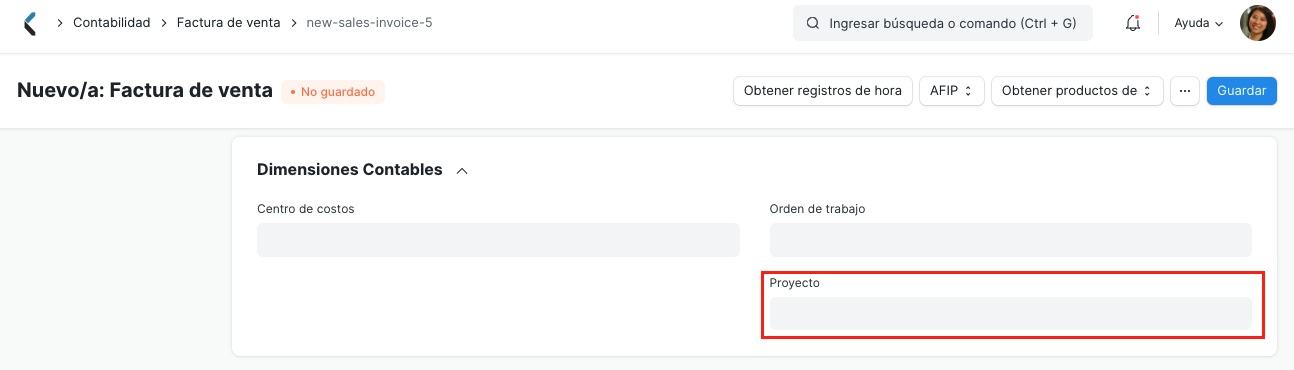 Contabilidad Factura de venta new-sales-invoice-5
Ingresar búsqueda o comando (Ctrl + G)
Ayuda
Nuevo/a: Factura de venta
No guardado
Obtener registros de hora
AFIP
Obtener productos de
...
Guardar
Dimensiones Contables
Centro de costos
Orden de trabajo
Proyecto